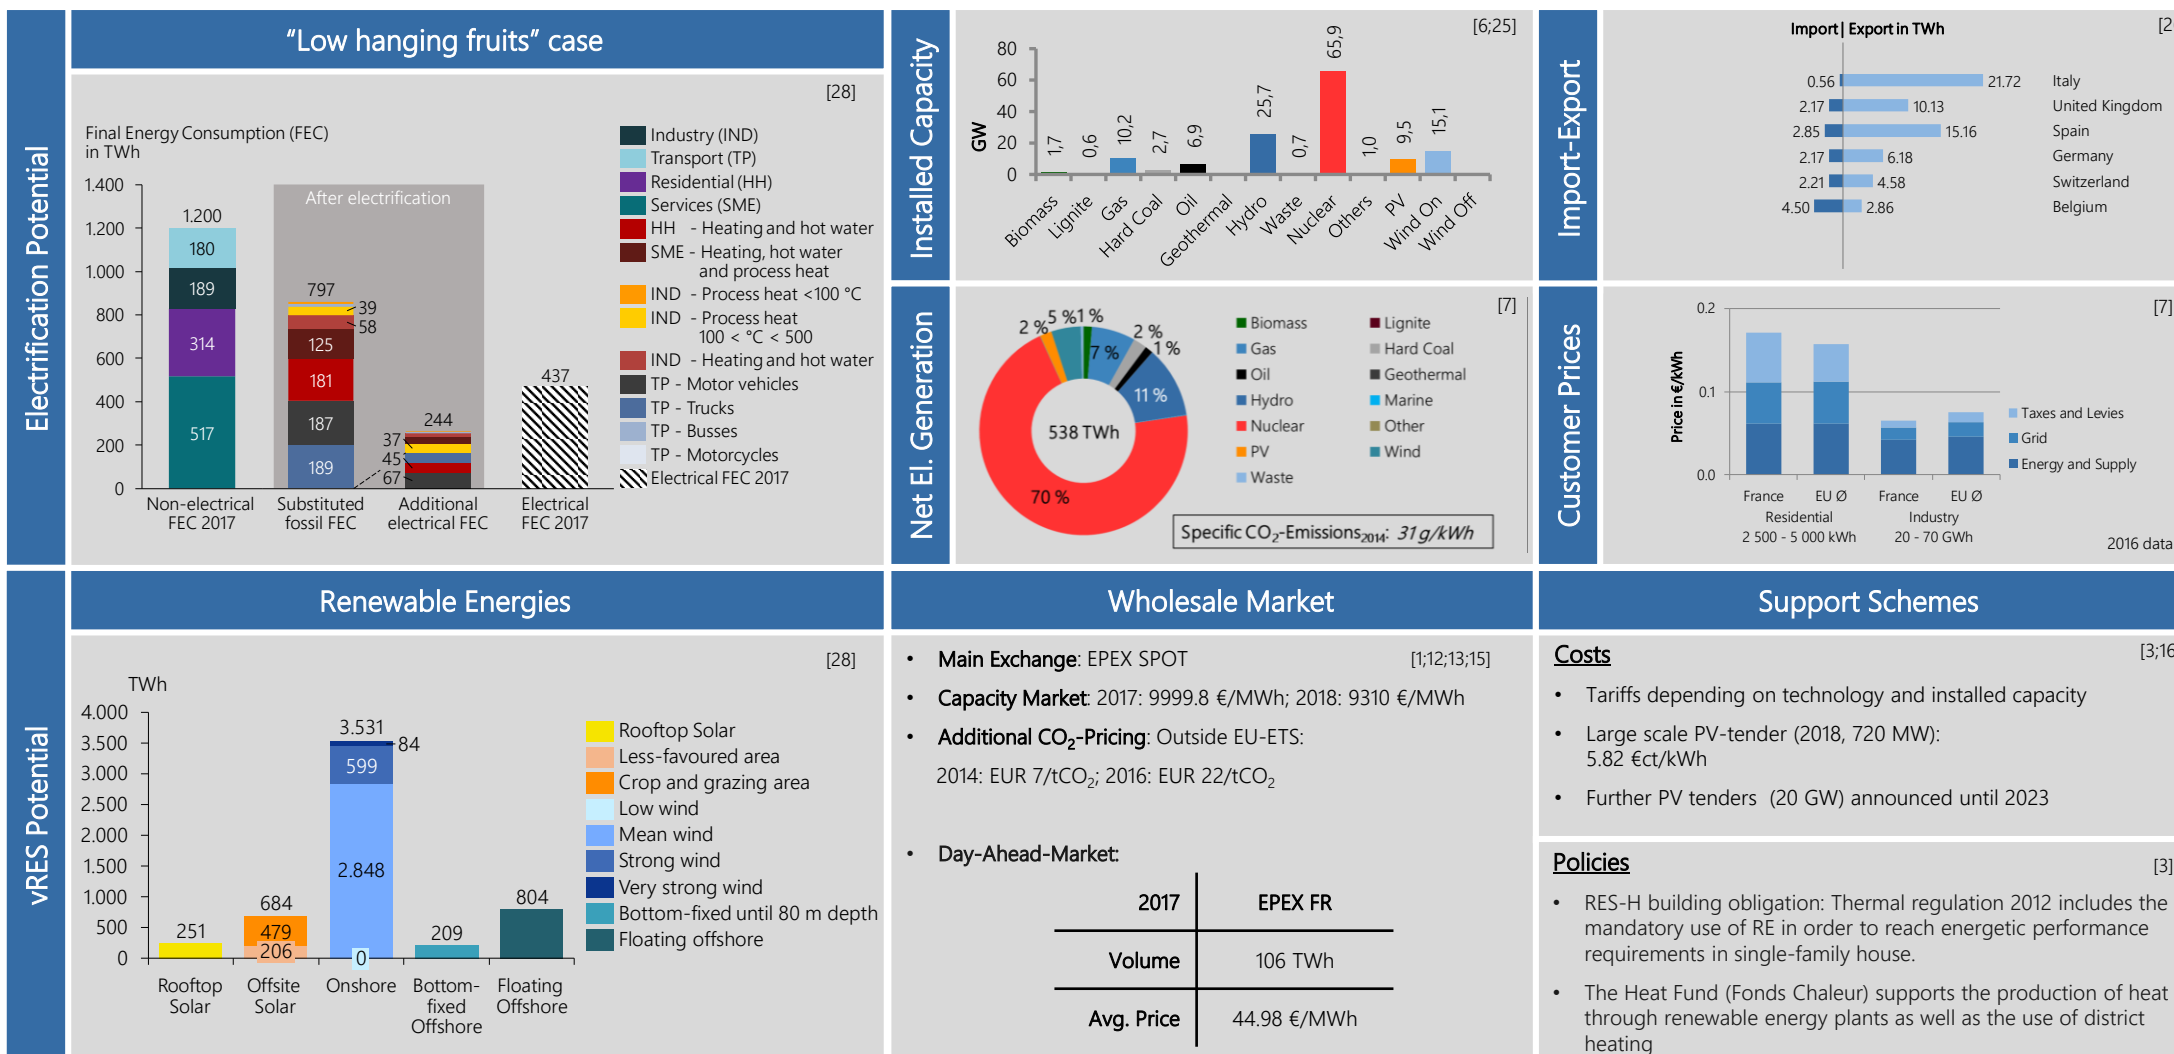 Electrification Potential
"Low hanging fruits" case
[28]
Final Energy Consumption (FEC)
in TWh
1.400
1.200
1.000
800
600
400
200
0
After electrification
1.200
180
189
314
517
797
39
58
125
181
187
189
244
37
45
67
437
Non-electrical
FEC 2017
Substituted
fossil FEC
Additional
electrical FEC
Electrical
FEC 2017
Industry (IND)
Transport (TP)
Residential (HH)
Services (SME)
HH - Heating and hot water
SME - Heating, hot water
and process heat
IND - Process heat <100 °C
IND - Process heat
100 < °C < 500
IND - Heating and hot water
TP - Motor vehicles
TP - Trucks
TP - Busses
TP - Motorcycles
Electrical FEC 2017
Installed Capacity
[6;25]
GW
80
60
40
20
0
1,7
0,6
10,2
2,7
6,9
25,7
0,7
65,9
1,0
9,5
15,1
Biomass
Lignite
Gas
Hard Coal
Oil
Geothermal
Hydro
Waste
Nuclear
Others
PV
Wind On
Wind Off
Import-Export
Import | Export in TWh
[2
0.56 21.72 Italy
2.17 10.13 United Kingdom
2.85 15.16 Spain
2.17 6.18 Germany
2.21 4.58 Switzerland
4.50 2.86 Belgium
Net El. Generation
[7]
2 %
5 %
1 %
7 %
2 %
1 %
11 %
70 %
538 TWh
Biomass
Lignite
Gas
Hard Coal
Oil
Geothermal
Hydro
Marine
Nuclear
Other
PV
Wind
Waste
Specific CO2-Emissions2014: 31 g/kWh
Customer Prices
[7]
Price in €/kWh
0.2
0.1
0.0
France
EU Ø
France
EU Ø
Residential
2 500 - 5 000 kWh
Industry
20 - 70 GWh
Taxes and Levies
Grid
Energy and Supply
2016 data
vRES Potential
Renewable Energies
[28]
TWh
4.000
3.500
3.000
2.500
2.000
1.500
1.000
500
0
251
684
479
206
3.531
84
599
2.848
0
209
804
Rooftop
Solar
Offsite
Solar
Onshore
Bottom-
fixed
Offshore
Floating
Offshore
Rooftop Solar
Less-favoured area
Crop and grazing area
Low wind
Mean wind
Strong wind
Very strong wind
Bottom-fixed until 80 m depth
Floating offshore
Wholesale Market
• Main Exchange: EPEX SPOT
[1;12;13;15]
• Capacity Market: 2017: 9999.8 €/MWh; 2018: 9310 €/MWh
• Additional CO2-Pricing: Outside EU-ETS:
2014: EUR 7/tCO2; 2016: EUR 22/tCO2
• Day-Ahead-Market:
2017 EPEX FR
Volume 106 TWh
Avg. Price 44.98 €/MWh
Support Schemes
Costs
[3;16
• Tariffs depending on technology and installed capacity
• Large scale PV-tender (2018, 720 MW):
5.82 €ct/kWh
• Further PV tenders (20 GW) announced until 2023
Policies
[3]
• RES-H building obligation: Thermal regulation 2012 includes the
mandatory use of RE in order to reach energetic performance
requirements in single-family house.
• The Heat Fund (Fonds Chaleur) supports the production of heat
through renewable energy plants as well as the use of district
heating